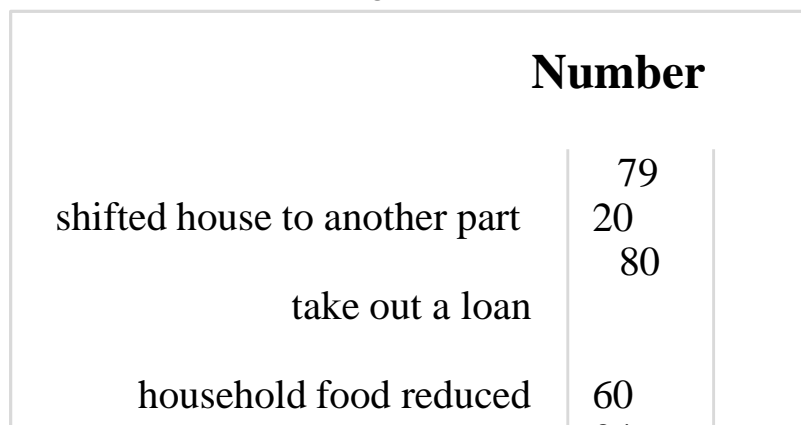 Number
79
shifted house to another part 20
80
take out a loan
household food reduced 60